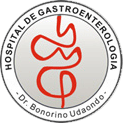 HOSPITAL DE GASTROENTEROLOGIA
- Dr. Bonorino Udaondo -